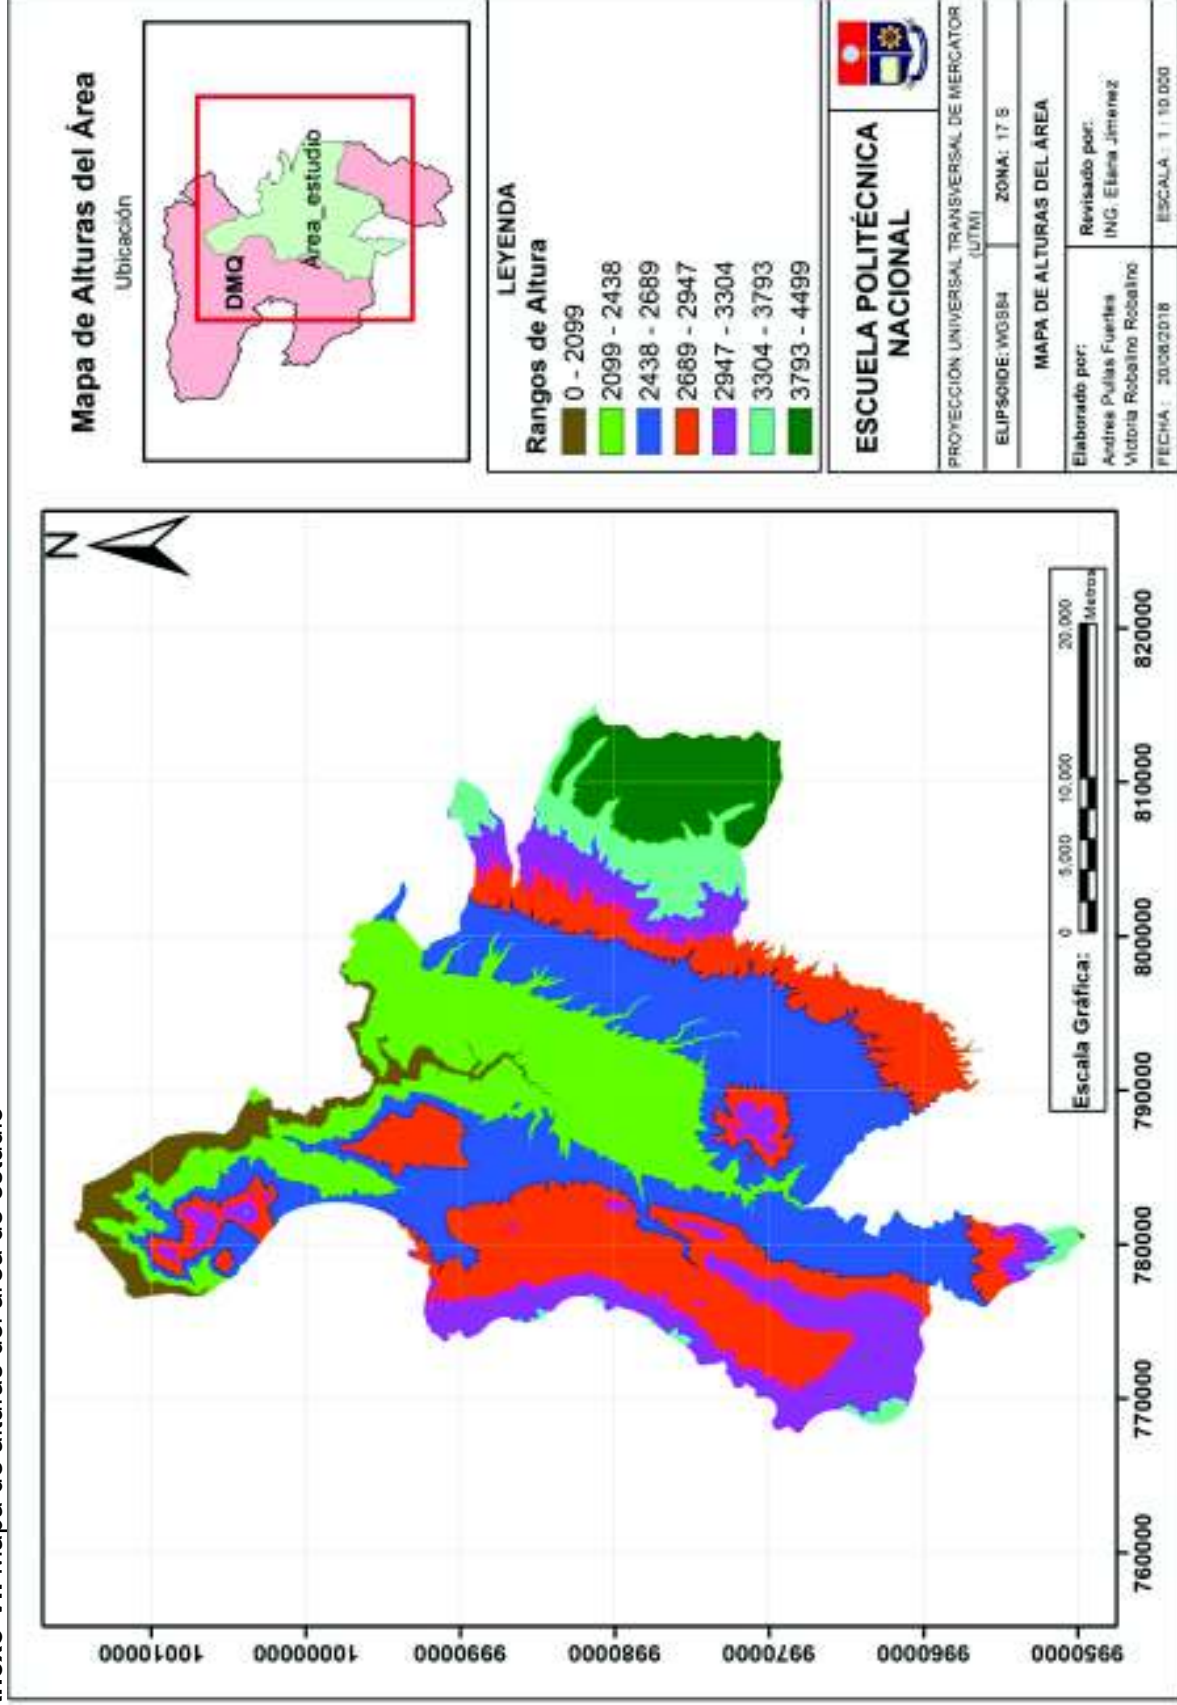 Mapa de Alturas del Área
Ubicación
DMQ
Área_estudio
LEYENDA
Rangos de Altura
0 - 2099
2099 - 2438
2438 - 2689
2689 - 2947
2947 - 3304
3304 - 3793
3793 - 4499
ESCUELA POLITÉCNICA
NACIONAL
PROYECCIÓN UNIVERSAL TRANSVERSAL DE MERCATOR
(UTM)
ELIPSOIDE: WGS84
ZONA: 17 S
MAPA DE ALTURAS DEL ÁREA
Elaborado por:
Andrea Pullas Fuertes
Victoria Robalino Robalino
Revisado por:
ING. Eliana Jimenez
FECHA : 20/08/2018
ESCALA : 1 : 10.000
N
10010000
10000000
9990000
9980000
9970000
9960000
9950000
760000
770000
780000
790000
800000
810000
820000
Escala Gráfica:
0 5.000 10.000 20.000
Metros